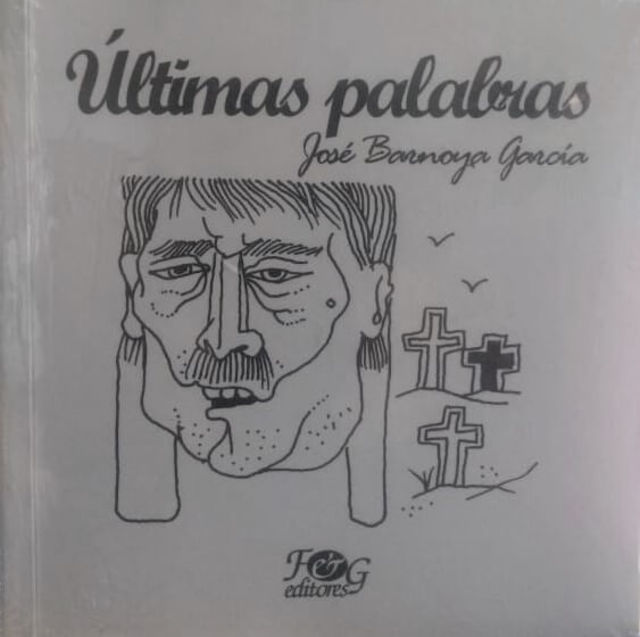 Últimas palabras
José Barnoya García
F&G
editores